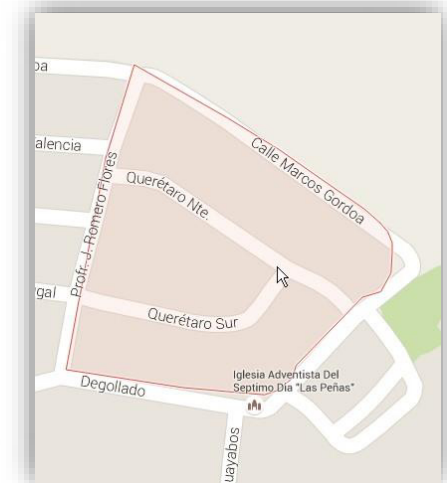 oa
alencia
Calle Marcos Gordoa
Profr. J. Romero Flores
Querétaro Nte.
rgal
Querétaro Sur
Iglesia Adventista Del
Septimo Dia "Las Peñas"
Degollado
uayabos